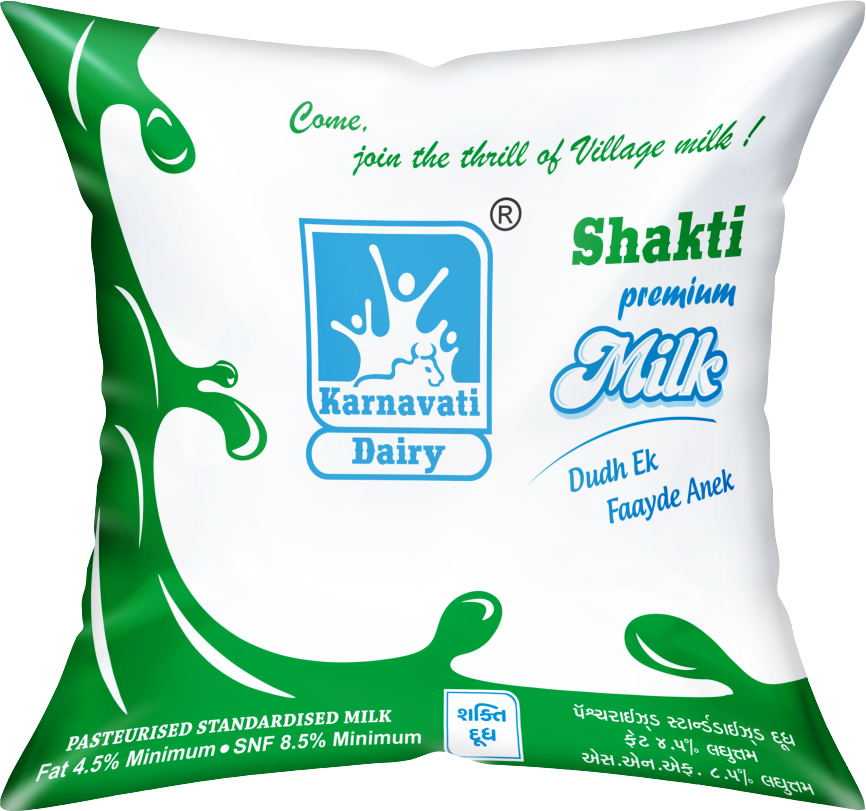 Come,
join the thrill of Village milk !
®
Shakti
premium
Milk
Karnavati
Dairy
Dudh Ek
Faayde Anek
PASTEURISED STANDARDISED MILK
Fat 4.5% Minimum • SNF 8.5% Minimum
શક્તિ
દૂધ
પૅશ્ચરાઈઝ્ડ સ્ટાન્ડર્ડાઈઝ્ડ દૂધ
ફેટ ૪.૫% લઘુત્તમ
એસ.એન.એફ. ૮.૫% લઘુત્તમ